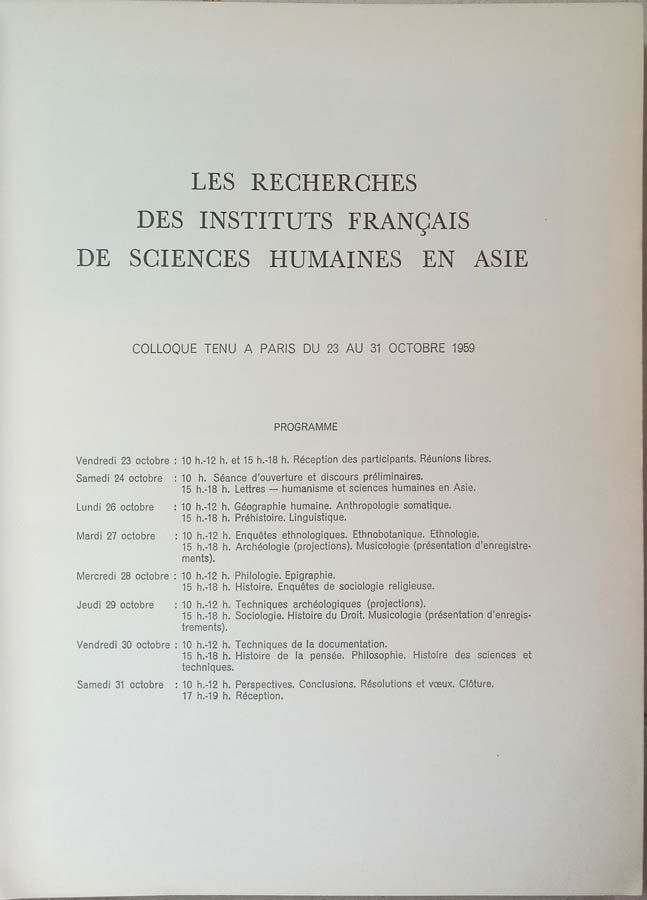 LES RECHERCHES
DES INSTITUTS FRANÇAIS
DE SCIENCES HUMAINES EN ASIE
COLLOQUE TENU A PARIS DU 23 AU 31 OCTOBRE 1959
PROGRAMME
Vendredi 23 octobre : 10 h.-12 h. et 15 h.-18 h. Réception des participants. Réunions libres.
Samedi 24 octobre : 10 h. Séance d'ouverture et discours préliminaires.
15 h.-18 h. Lettres — humanisme et sciences humaines en Asie.
Lundi 26 octobre : 10 h.-12 h. Géographie humaine. Anthropologie somatique.
15 h.-18 h. Préhistoire. Linguistique.
Mardi 27 octobre : 10 h.-12 h. Enquêtes ethnologiques. Ethnobotanique. Ethnologie.
15 h.-18 h. Archéologie (projections). Musicologie (présentation d'enregistre-
ments).
Mercredi 28 octobre : 10 h.-12 h. Philologie. Epigraphie.
15 h.-18 h. Histoire. Enquêtes de sociologie religieuse.
Jeudi 29 octobre : 10 h.-12 h. Techniques archéologiques (projections).
15 h.-18 h. Sociologie. Histoire du Droit. Musicologie (présentation d'enregis-
trements).
Vendredi 30 octobre : 10 h.-12 h. Techniques de la documentation.
15 h.-18 h. Histoire de la pensée. Philosophie. Histoire des sciences et
techniques.
Samedi 31 octobre : 10 h.-12 h. Perspectives. Conclusions. Résolutions et vœux. Clôture.
17 h.-19 h. Réception.